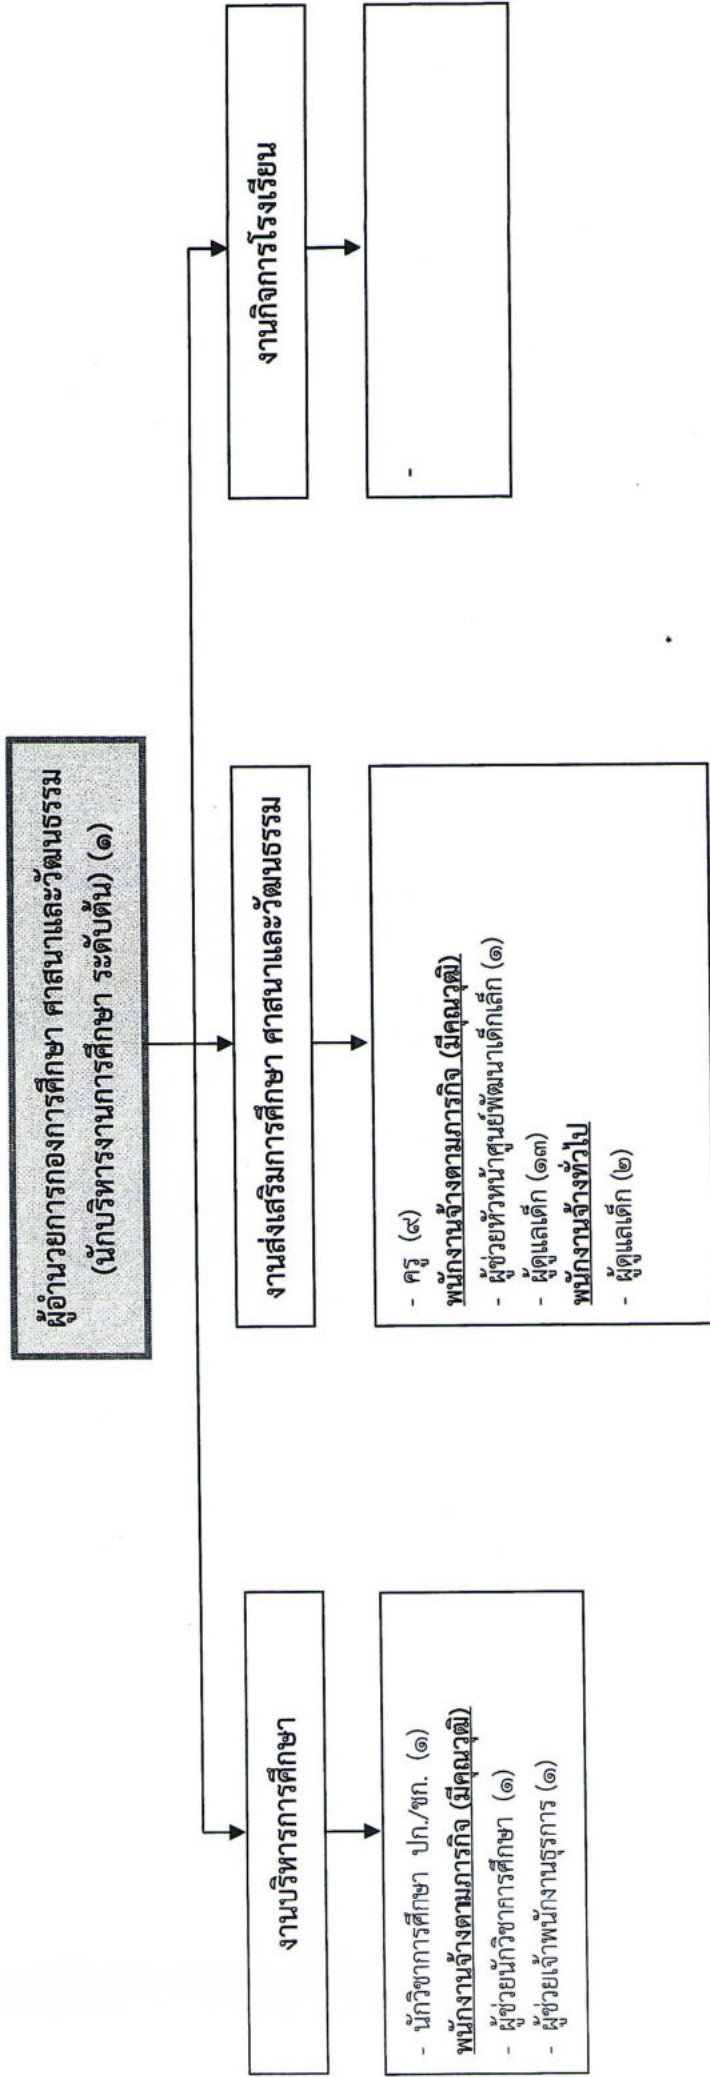 ผู้อำนวยการกองการศึกษา ศาสนาและวัฒนธรรม
(นักบริหารงานการศึกษา ระดับต้น) (๑)
งานบริหารการศึกษา
- นักวิชาการศึกษา ปก./ชก. (๑)
พนักงานจ้างตามภารกิจ (มีคุณวุฒิ)
- ผู้ช่วยนักวิชาการศึกษา (๑)
- ผู้ช่วยเจ้าพนักงานธุรการ (๑)
งานส่งเสริมการศึกษา ศาสนาและวัฒนธรรม
- ครู (๙)
พนักงานจ้างตามภารกิจ (มีคุณวุฒิ)
- ผู้ช่วยหัวหน้าศูนย์พัฒนาเด็กเล็ก (๑)
- ผู้ดูแลเด็ก (๑๓)
พนักงานจ้างทั่วไป
- ผู้ดูแลเด็ก (๒)
งานกิจการโรงเรียน
-